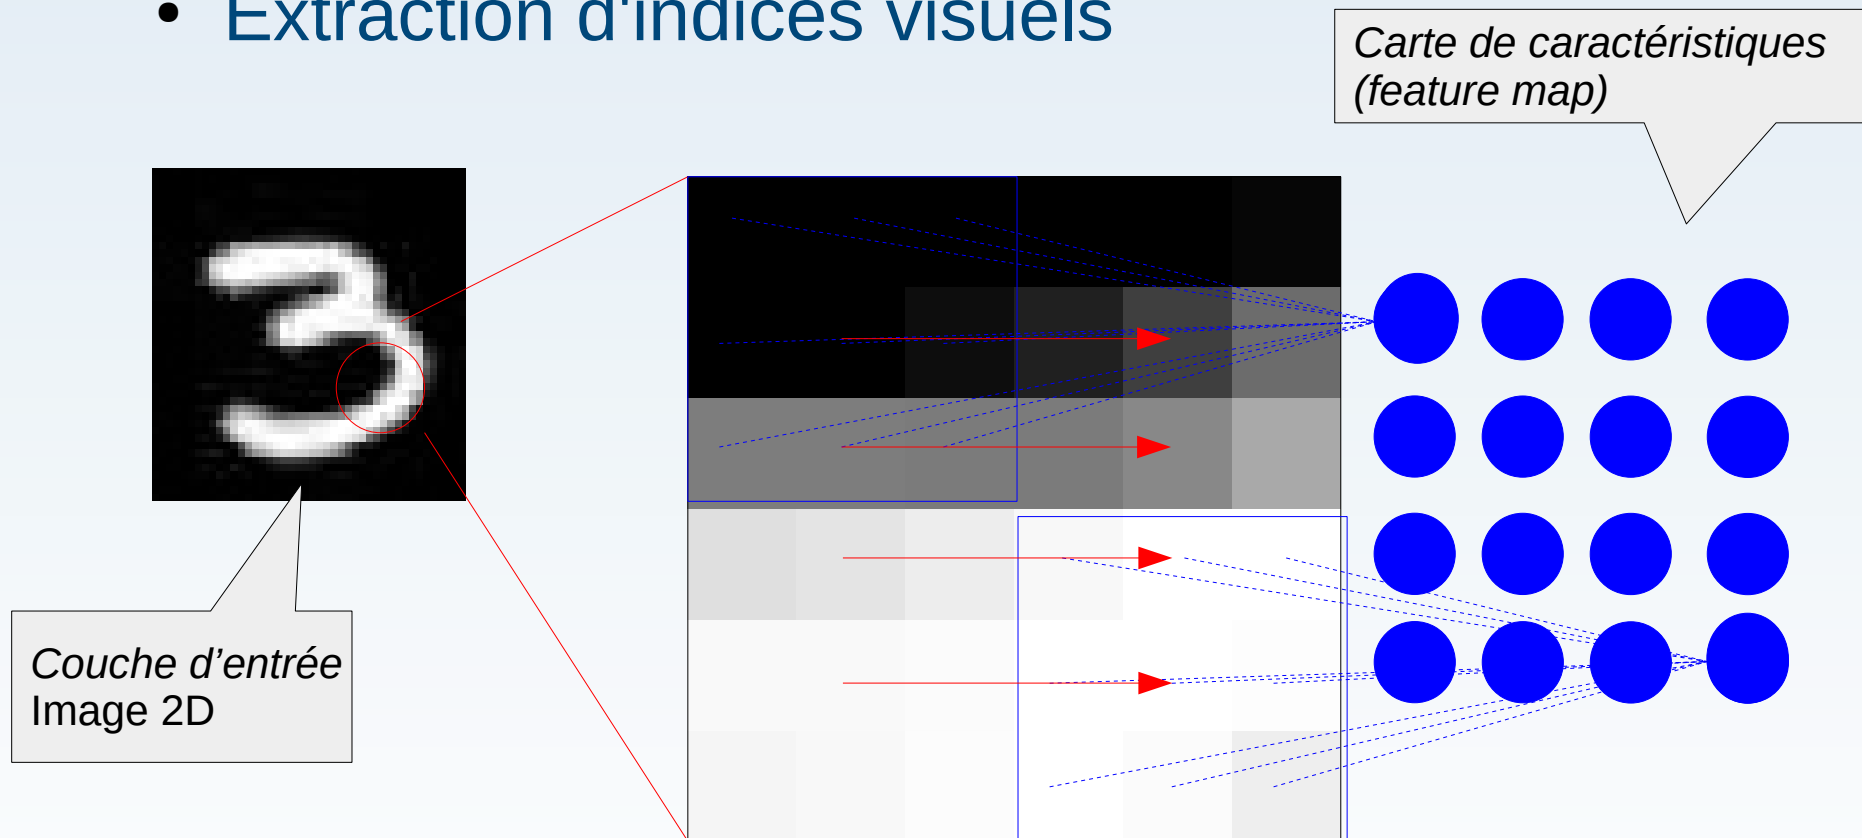 • Extraction d'indices visuels
Carte de caractéristiques
(feature map)
Couche d’entrée
Image 2D